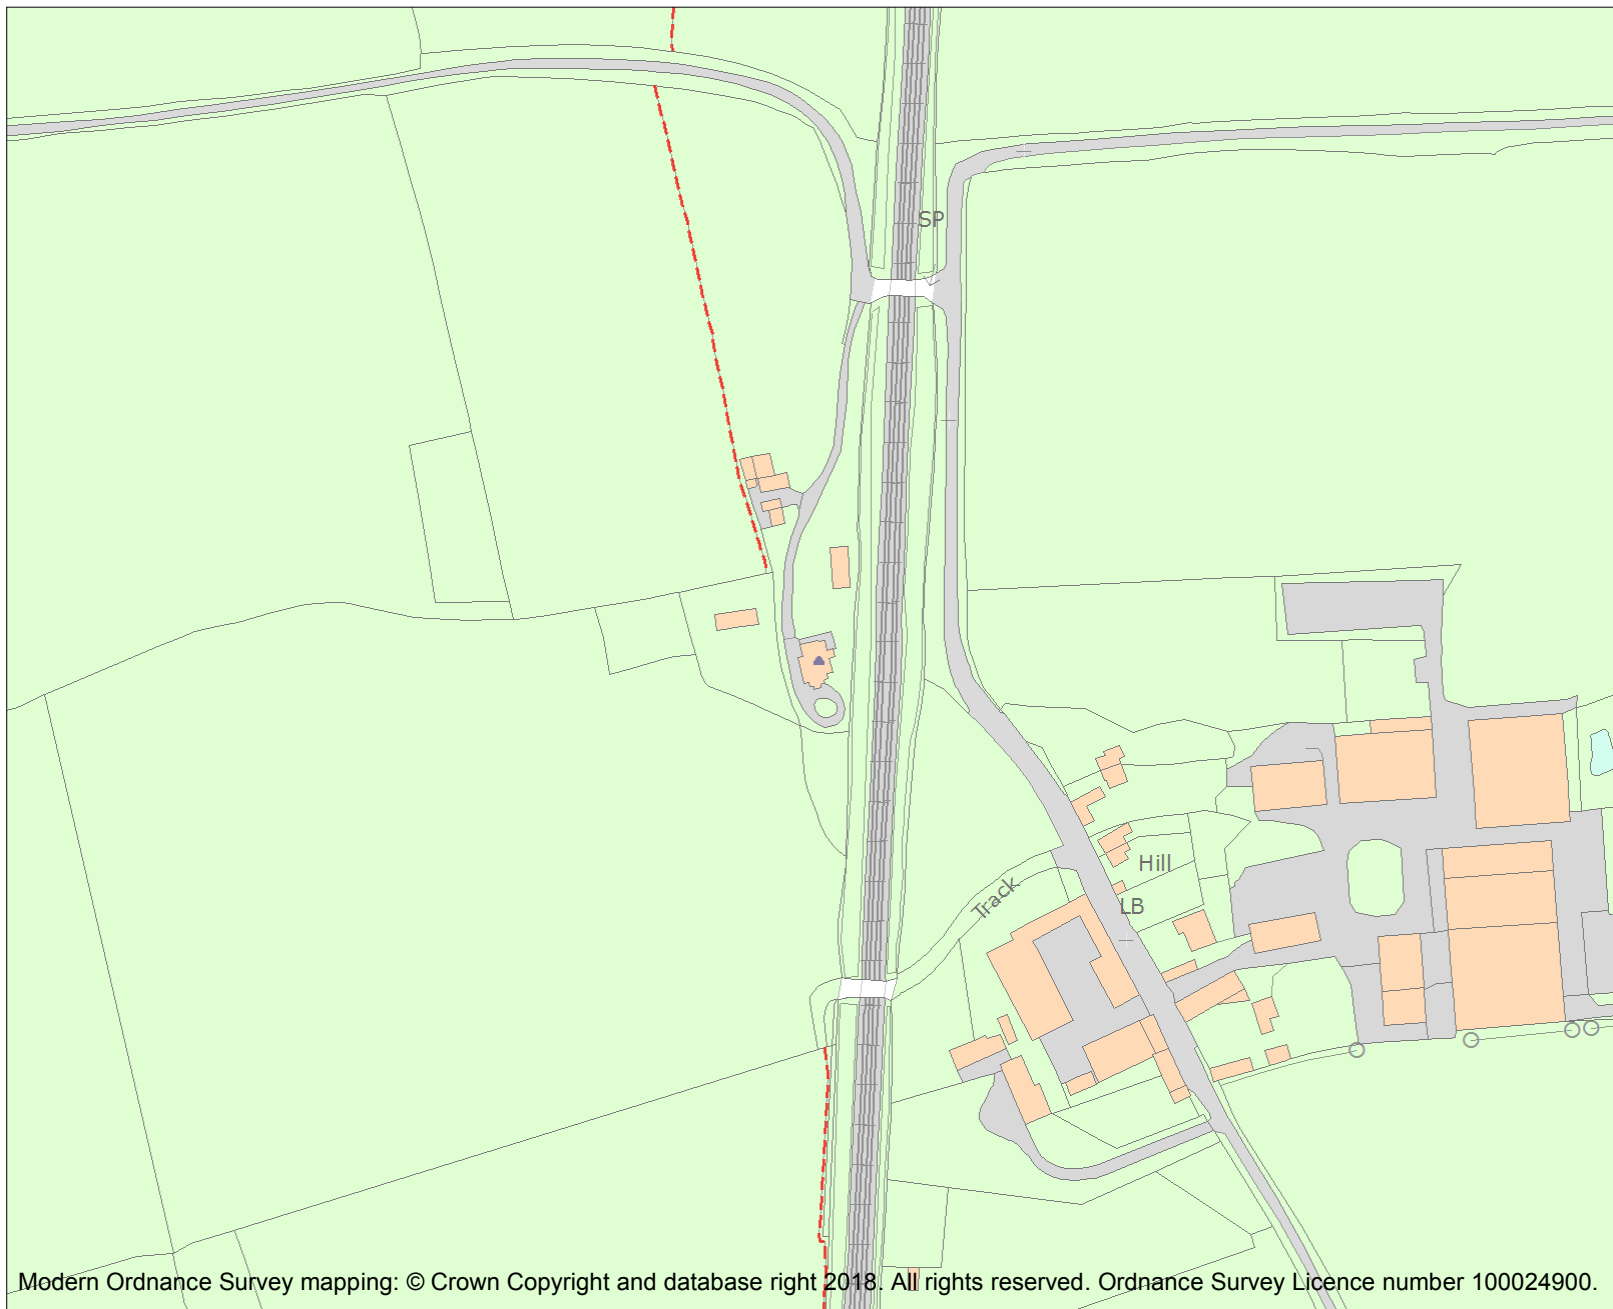 SP
Hill
Track
LB
Modern Ordnance Survey mapping: © Crown Copyright and database right 2018. All rights reserved. Ordnance Survey Licence number 100024900.